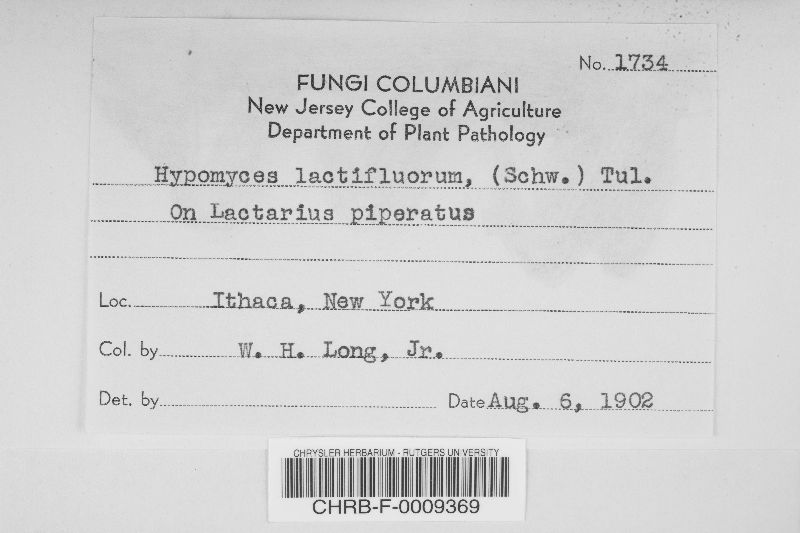 No. 1734
FUNGI COLUMBIANI
New Jersey College of Agriculture
Department of Plant Pathology
Hypomyces lactifluorum, (Schw.) Tul.
On Lactarius piperatus
Loc. Ithaca, New York
Col. by W. H. Long, Jr.
Det. by
Date Aug. 6, 1902
CHRYSLER HERBARIUM - RUTGERS UNIVERSITY
CHRB-F-0009369